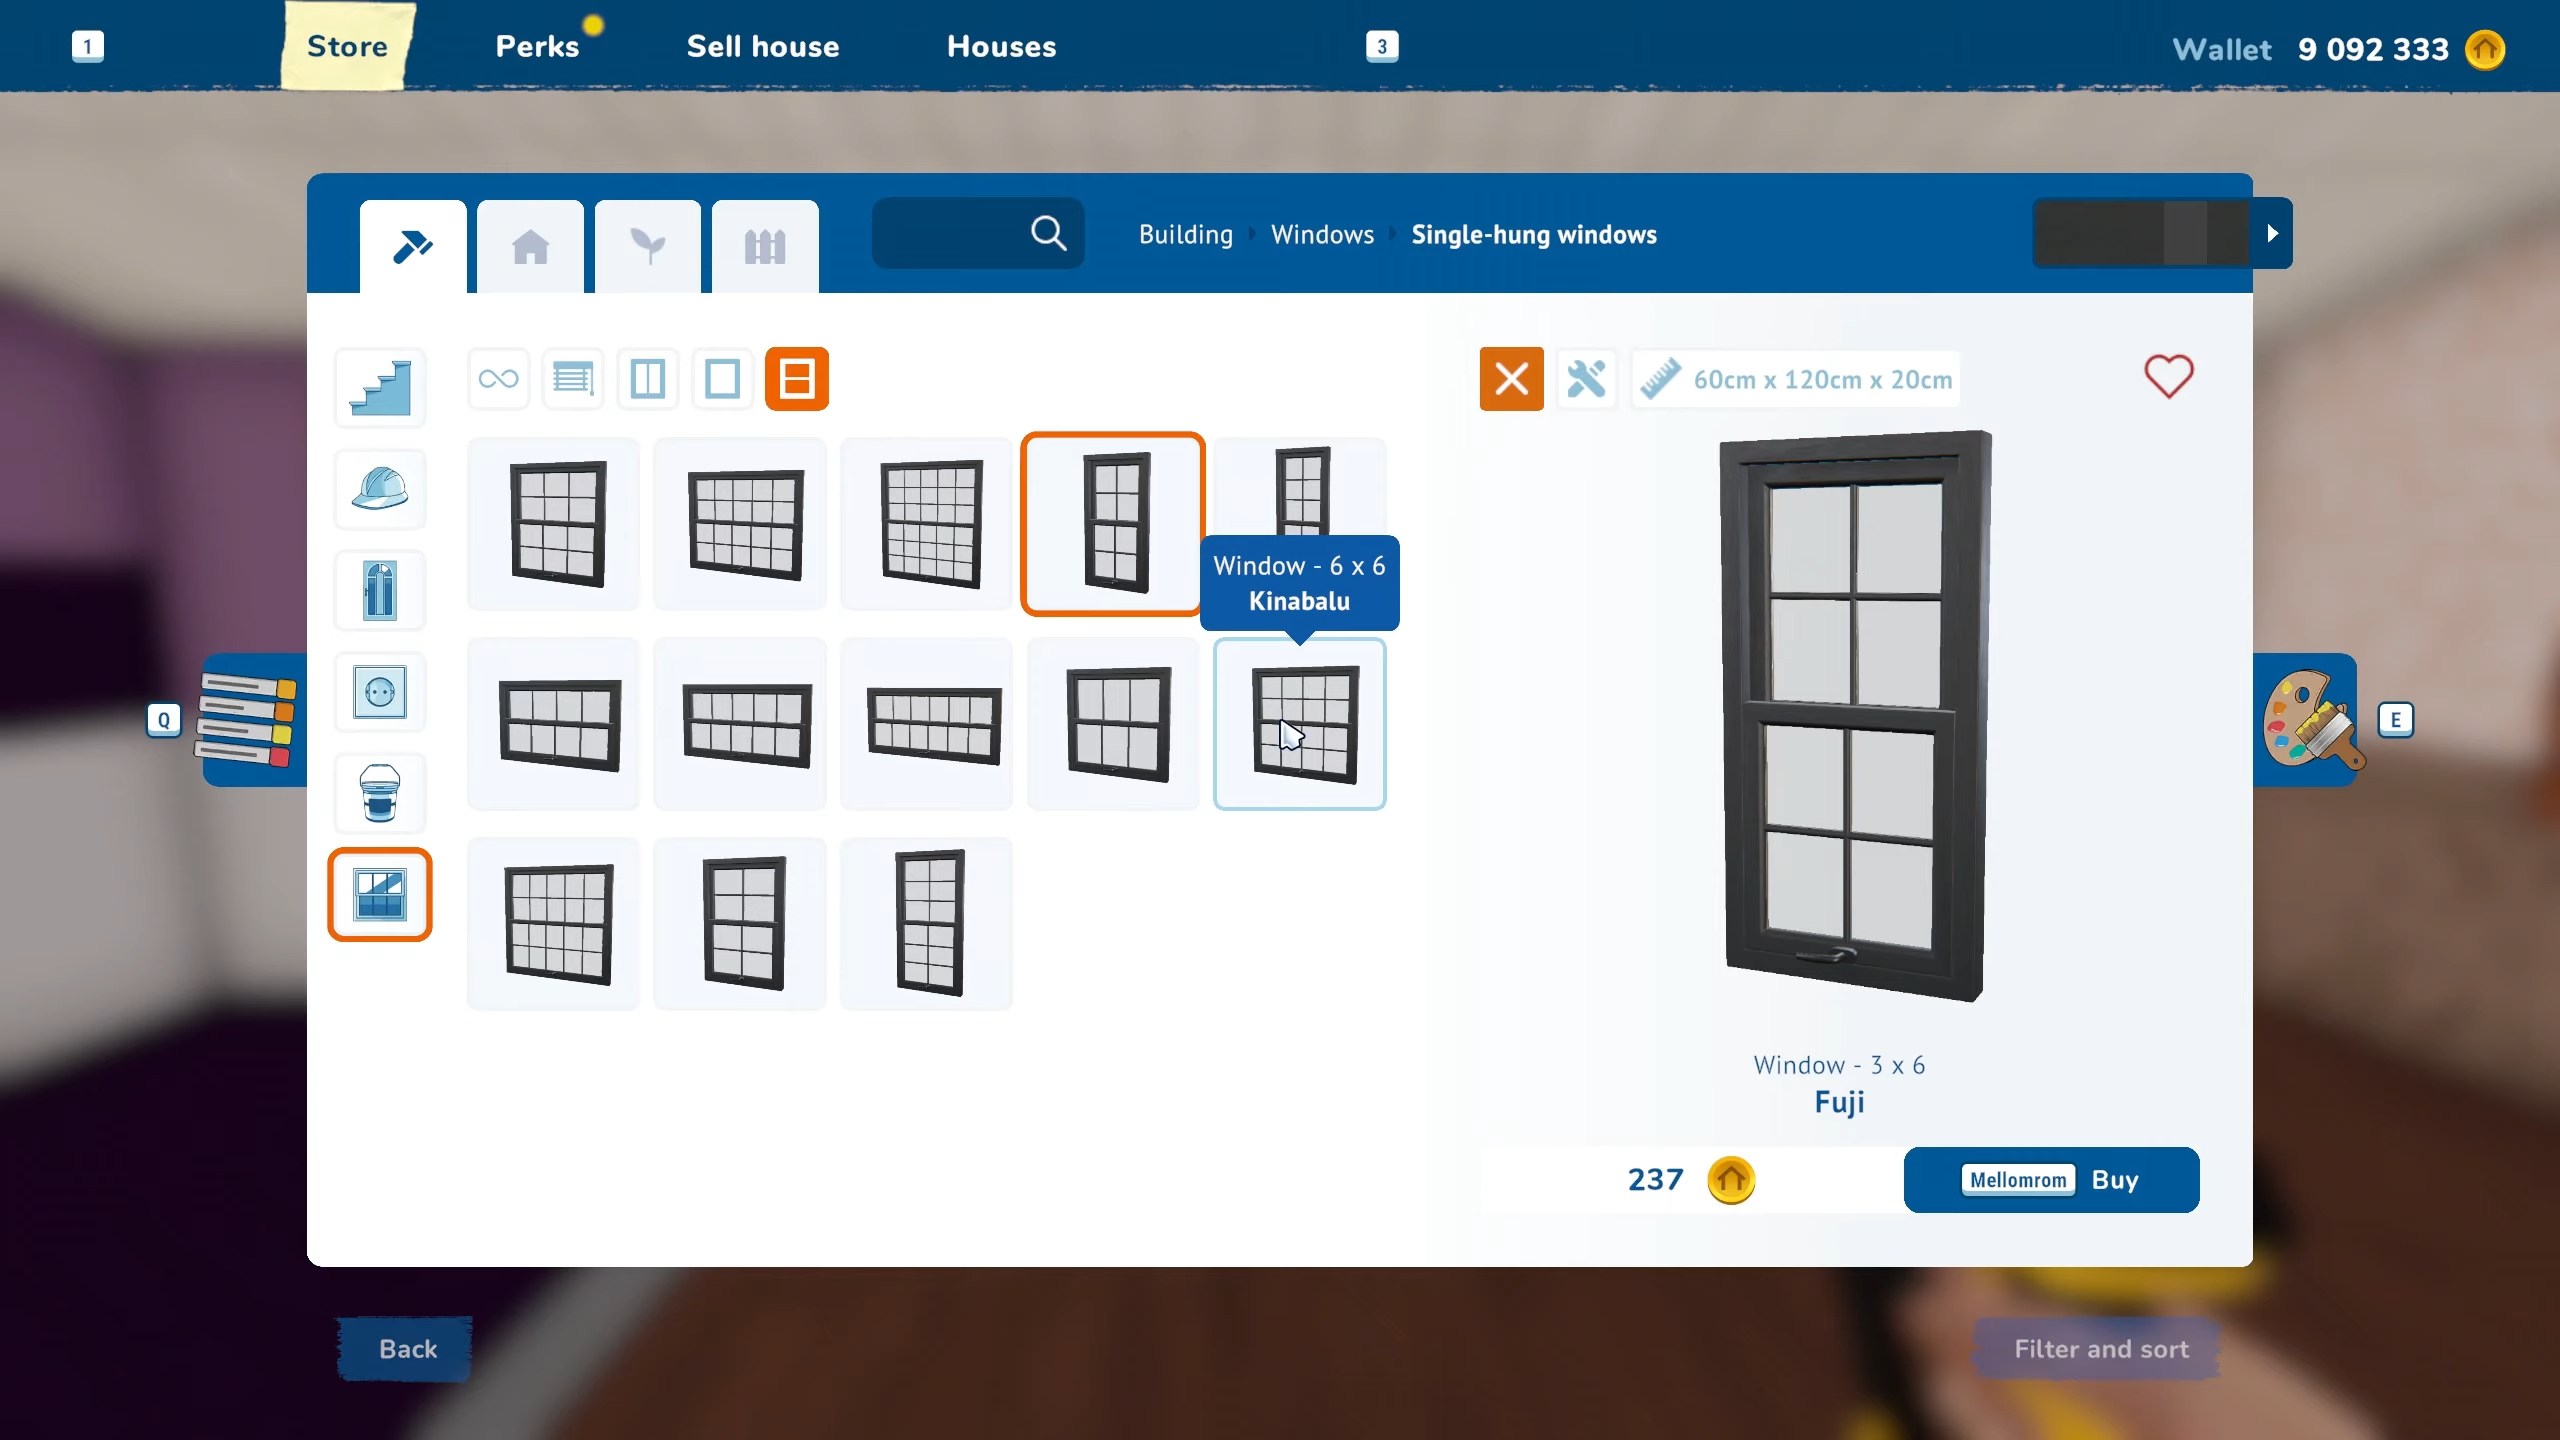 1
Store
Perks
Sell house
Houses
3
Wallet 9 092 333
Building
Windows
Single-hung windows
60cm x 120cm x 20cm
Window - 6 x 6
Kinabalu
Q
E
Window - 3 x 6
Fuji
237
Mellomrom Buy
Back
Filter and sort